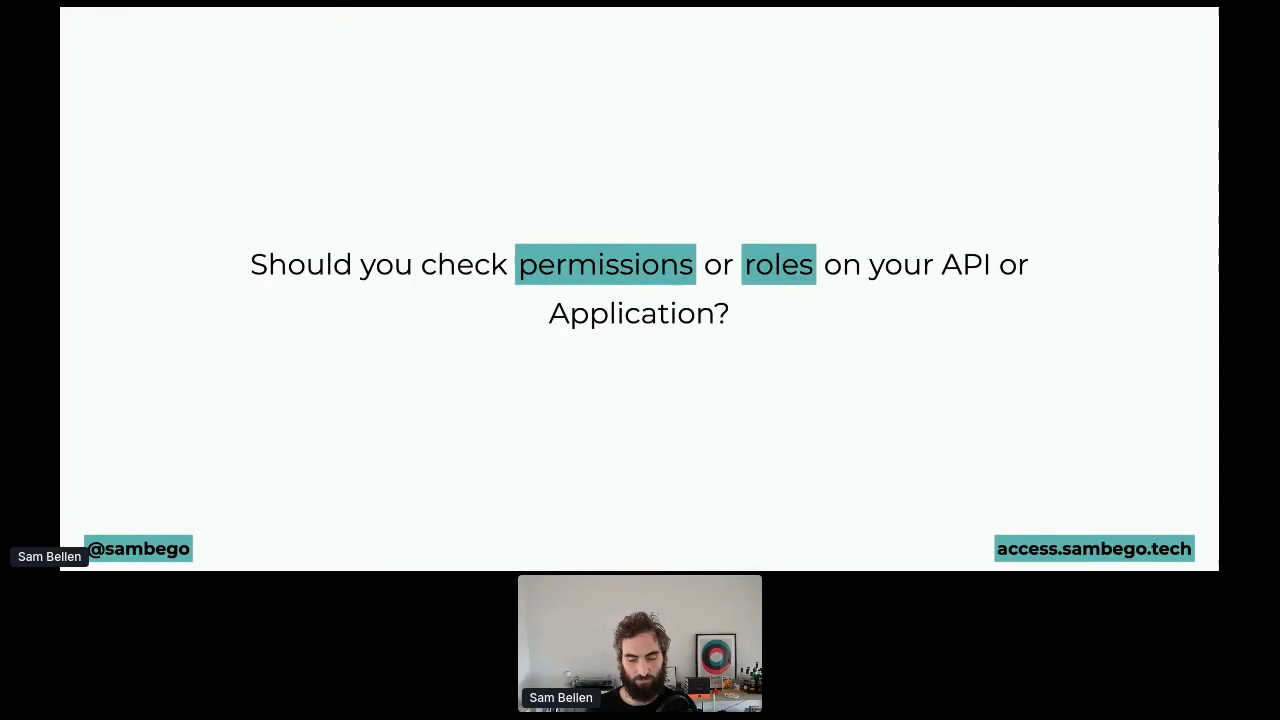 Should you check permissions or roles on your API or
Application?
@sambego
access.sambego.tech
Sam Bellen
Sam Bellen